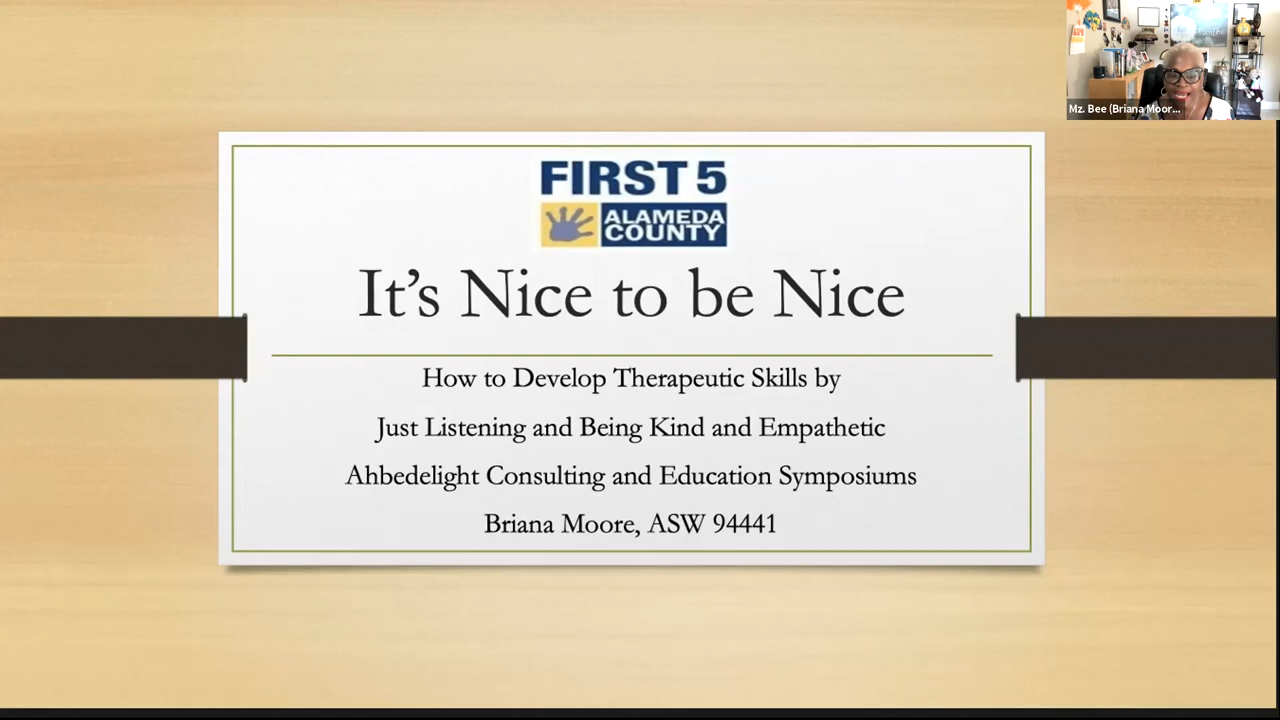 Mz. Bee (Briana Moor...
FIRST 5
ALAMEDA
COUNTY
It's Nice to be Nice
How to Develop Therapeutic Skills by
Just Listening and Being Kind and Empathetic
Ahbedelight Consulting and Education Symposiums
Briana Moore, ASW 94441